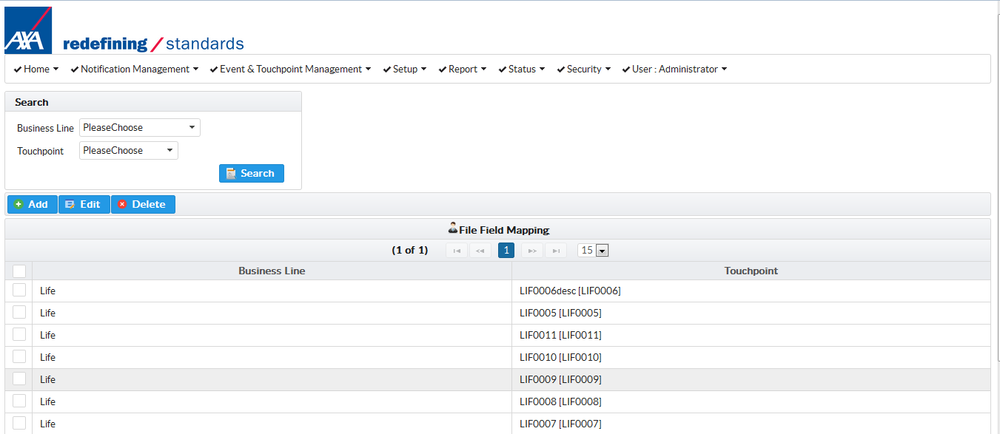 AXA
redefining / standards
Home Notification Management Event & Touchpoint Management Setup Report Status Security User : Administrator
Search
Business Line PleaseChoose
Touchpoint PleaseChoose
Search
Add Edit Delete
File Field Mapping
(1 of 1) 1 15
Business Line Touchpoint
Life LIF0006desc [LIF0006]
Life LIF0005 [LIF0005]
Life LIF0011 [LIF0011]
Life LIF0010 [LIF0010]
Life LIF0009 [LIF0009]
Life LIF0008 [LIF0008]
Life LIF0007 [LIF0007]